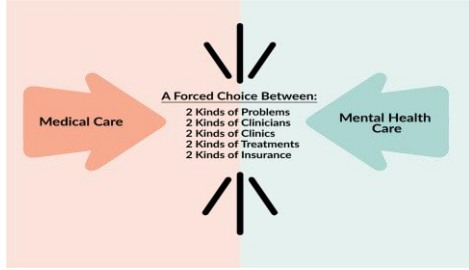 A Forced Choice Between:
Medical Care
2 Kinds of Problems
2 Kinds of Clinicians
2 Kinds of Clinics
2 Kinds of Treatments
2 Kinds of Insurance
Mental Health
Care